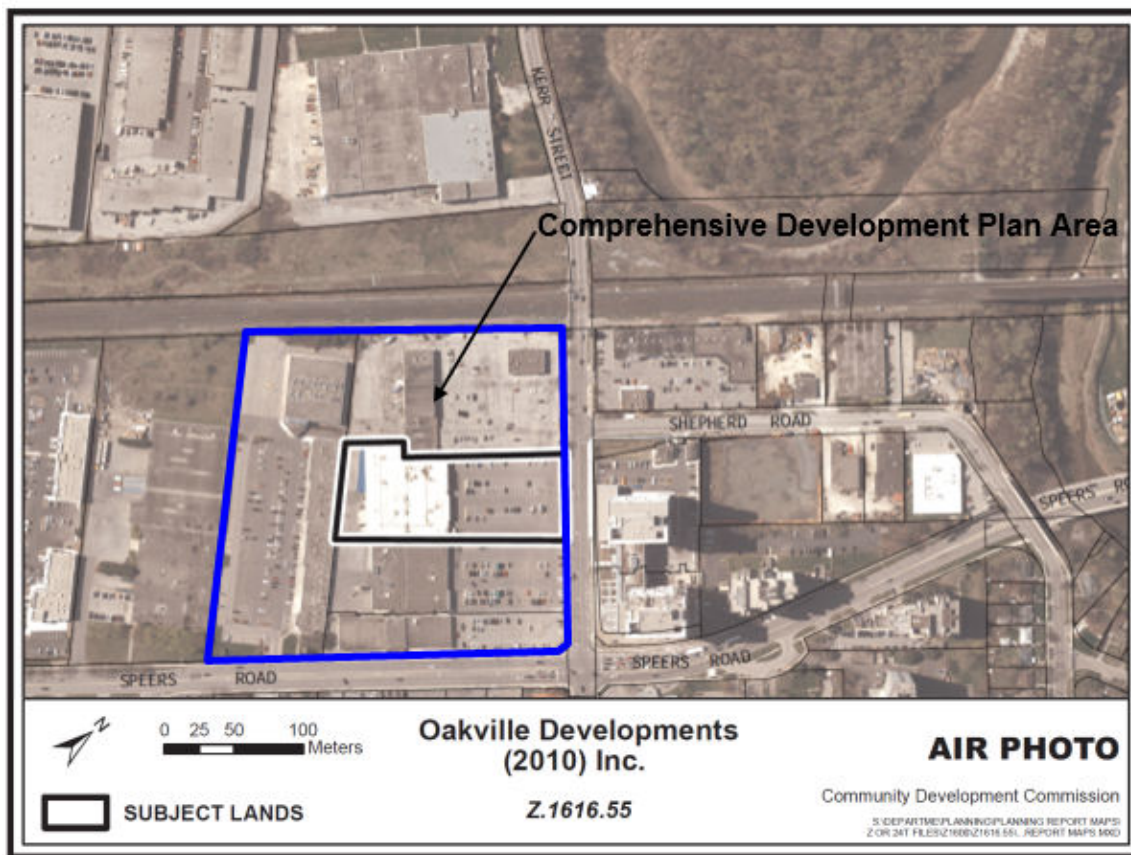 KERR STREET
Comprehensive Development Plan Area
SHEPHERD ROAD
SPEERS
SPEERS ROAD
SPEERS ROAD
N
0 25 50 100
Meters
SUBJECT LANDS
Oakville Developments
(2010) Inc.
Z.1616.55
AIR PHOTO
Community Development Commission